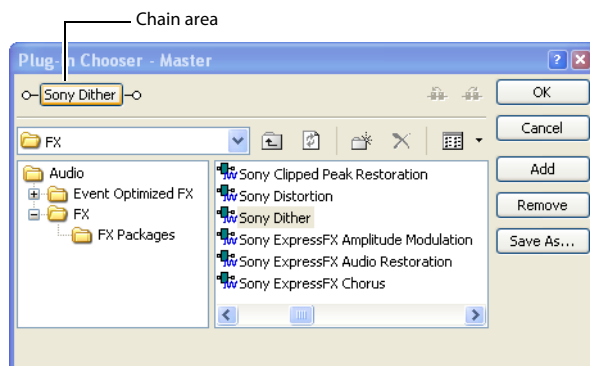 Chain area
Plug-In Chooser - Master
Sony Dither
OK
Cancel
FX
Add
Remove
Save As...
Audio
Event Optimized FX
FX
FX Packages
Sony Clipped Peak Restoration
Sony Distortion
Sony Dither
Sony ExpressFX Amplitude Modulation
Sony ExpressFX Audio Restoration
Sony ExpressFX Chorus